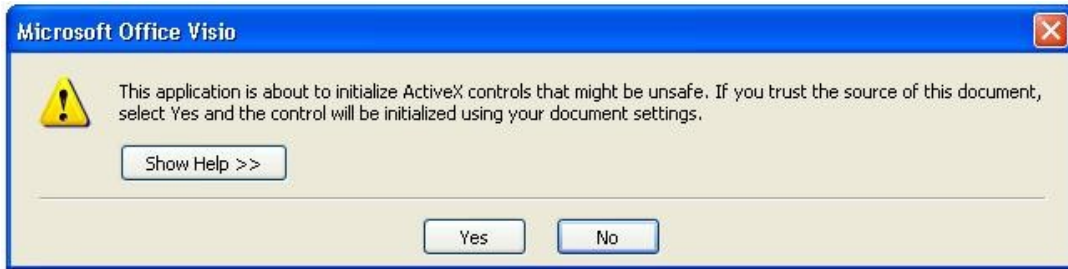 Microsoft Office Visio
This application is about to initialize ActiveX controls that might be unsafe. If you trust the source of this document,
select Yes and the control will be initialized using your document settings.
Show Help >>
Yes
No